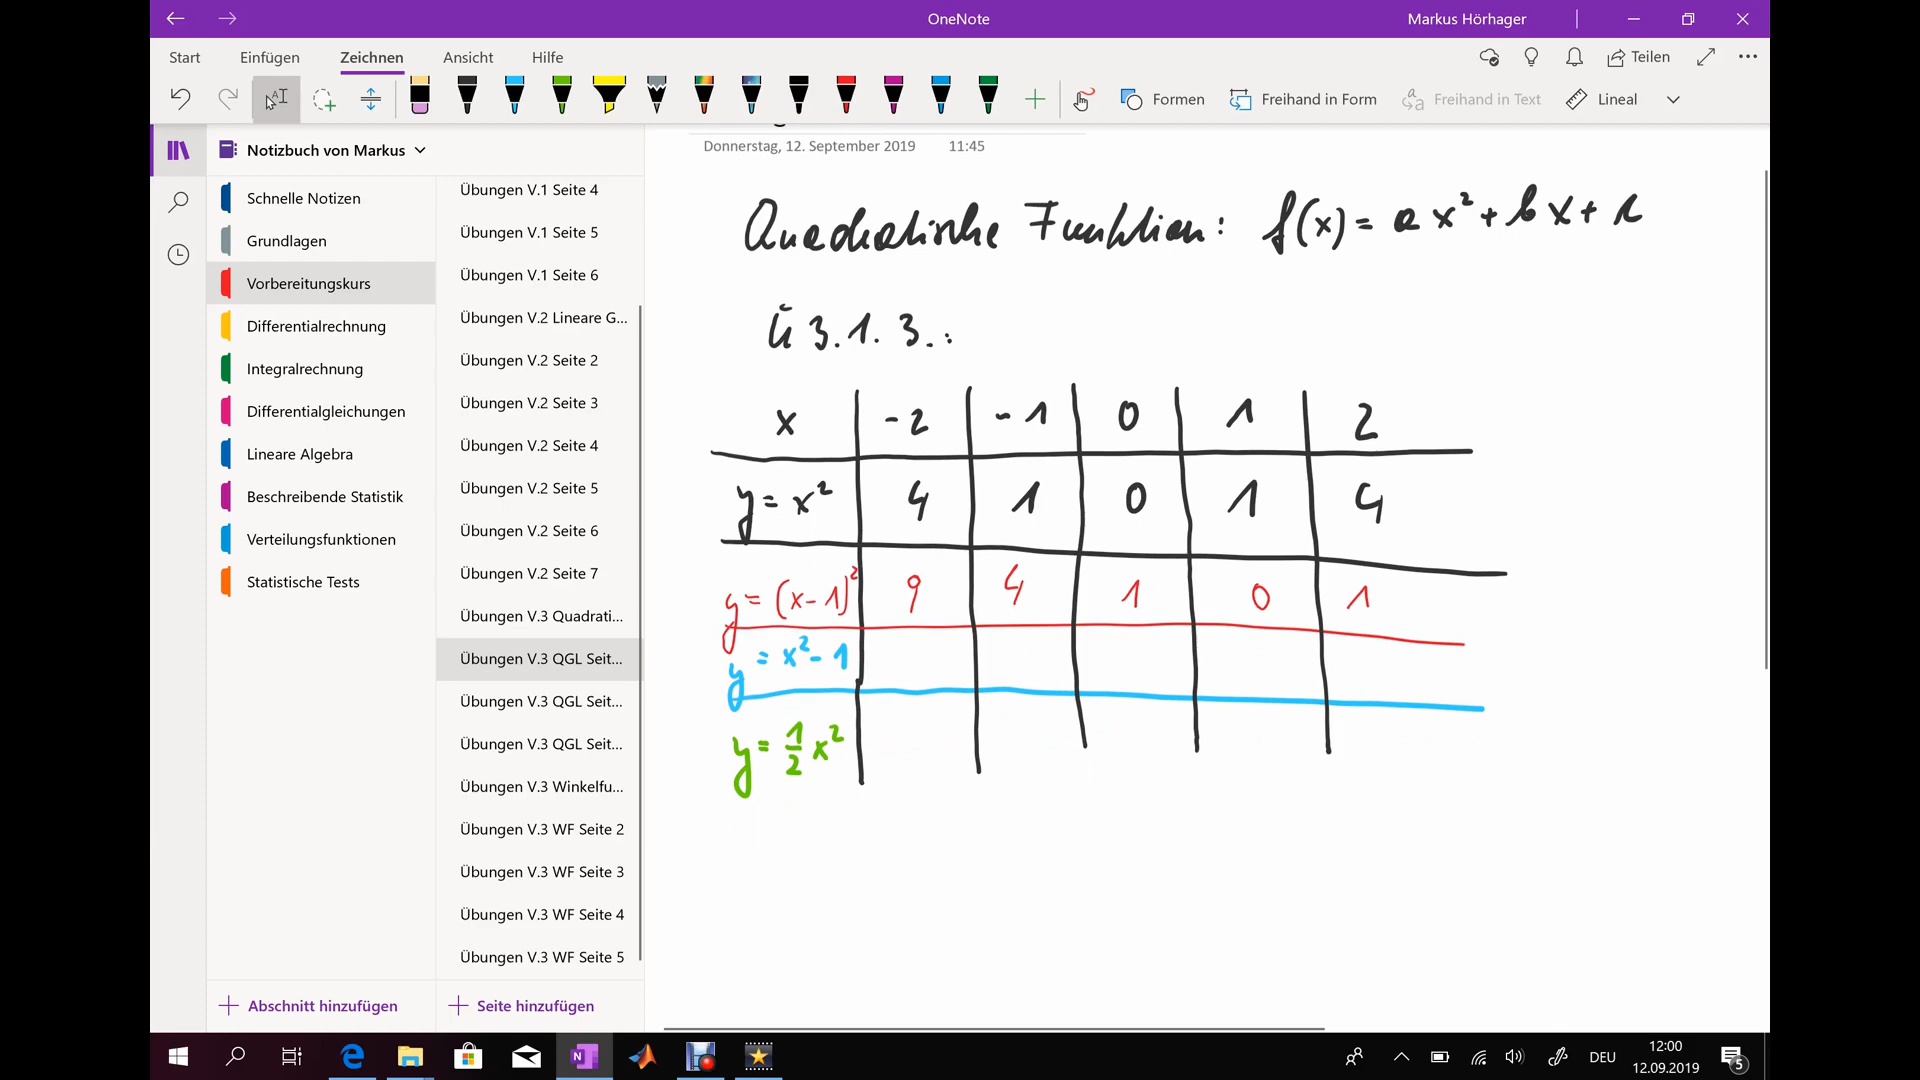 OneNote
Markus Hörhager
Start
Einfügen
Zeichnen
Ansicht
Hilfe
Teilen
Formen
Freihand in Form
Freihand in Text
Lineal
Notizbuch von Markus
Schnelle Notizen
Grundlagen
Vorbereitungskurs
Differentialrechnung
Integralrechnung
Differentialgleichungen
Lineare Algebra
Beschreibende Statistik
Verteilungsfunktionen
Statistische Tests
Abschnitt hinzufügen
Übungen V.1 Seite 4
Übungen V.1 Seite 5
Übungen V.1 Seite 6
Übungen V.2 Lineare G...
Übungen V.2 Seite 2
Übungen V.2 Seite 3
Übungen V.2 Seite 4
Übungen V.2 Seite 5
Übungen V.2 Seite 6
Übungen V.2 Seite 7
Übungen V.3 Quadrati...
Übungen V.3 QGL Seit...
Übungen V.3 QGL Seit...
Übungen V.3 QGL Seit...
Übungen V.3 Winkelfu...
Übungen V.3 WF Seite 2
Übungen V.3 WF Seite 3
Übungen V.3 WF Seite 4
Übungen V.3 WF Seite 5
Seite hinzufügen
Donnerstag, 12. September 2019 11:45
Quadratische Funktion: f(x) = ax² + bx + c
Ü 3.1.3.:
x -2 -1 0 1 2
y = x² 4 1 0 1 4
y = (x-1)² 9 4 1 0 1
y = x² - 1
y = 1/2 x²
DEU
12:00
12.09.2019
5